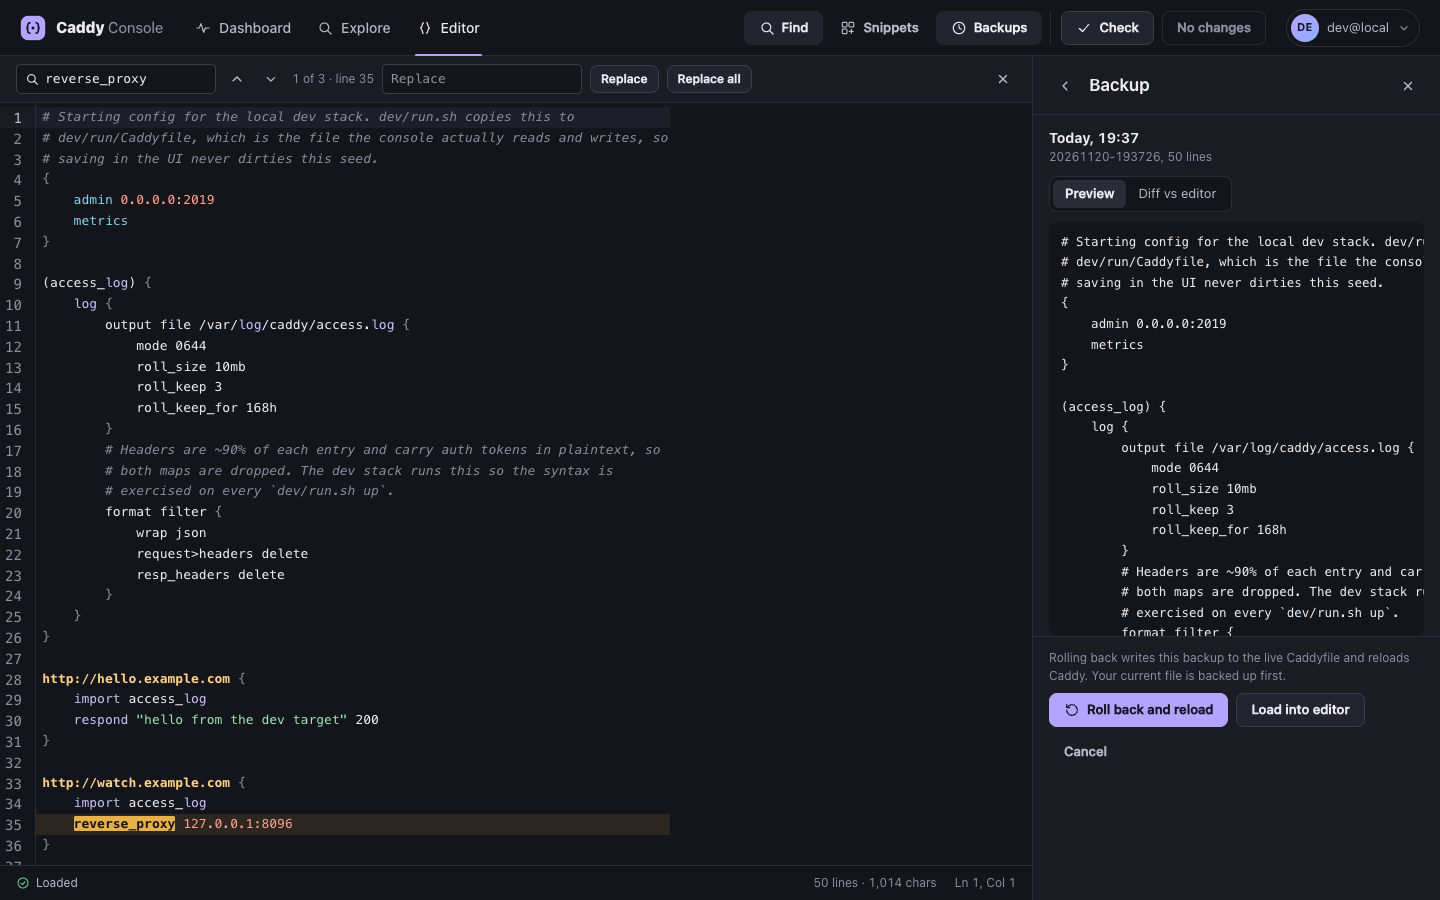 Caddy Console
Dashboard
Explore
Editor
Find
Snippets
Backups
Check
No changes
DE
dev@local
reverse_proxy
1 of 3 · line 35
Replace
Replace
Replace all
1 # Starting config for the local dev stack. dev/run.sh copies this to
2 # dev/run/Caddyfile, which is the file the console actually reads and writes, so
3 # saving in the UI never dirties this seed.
4 {
5     admin 0.0.0.0:2019
6     metrics
7 }
8
9 (access_log) {
10     log {
11         output file /var/log/caddy/access.log {
12             mode 0644
13             roll_size 10mb
14             roll_keep 3
15             roll_keep_for 168h
16         }
17         # Headers are ~90% of each entry and carry auth tokens in plaintext, so
18         # both maps are dropped. The dev stack runs this so the syntax is
19         # exercised on every `dev/run.sh up`.
20         format filter {
21             wrap json
22             request>headers delete
23             resp_headers delete
24         }
25     }
26 }
27
28 http://hello.example.com {
29     import access_log
30     respond "hello from the dev target" 200
31 }
32
33 http://watch.example.com {
34     import access_log
35     reverse_proxy 127.0.0.1:8096
36 }
Loaded
50 lines · 1,014 chars
Ln 1, Col 1
Backup
Today, 19:37
20261120-193726, 50 lines
Preview
Diff vs editor
# Starting config for the local dev stack.
# dev/run/Caddyfile, which is the file the
# saving in the UI never dirties this seed.
{
    admin 0.0.0.0:2019
    metrics
}
(access_log) {
    log {
        output file /var/log/caddy/access.log {
            mode 0644
            roll_size 10mb
            roll_keep 3
            roll_keep_for 168h
        }
        # Headers are ~90% of each entry and
        # both maps are dropped. The dev stack
        # exercised on every `dev/run.sh up`.
        format filter {
Rolling back writes this backup to the live Caddyfile and reloads
Caddy. Your current file is backed up first.
Roll back and reload
Load into editor
Cancel